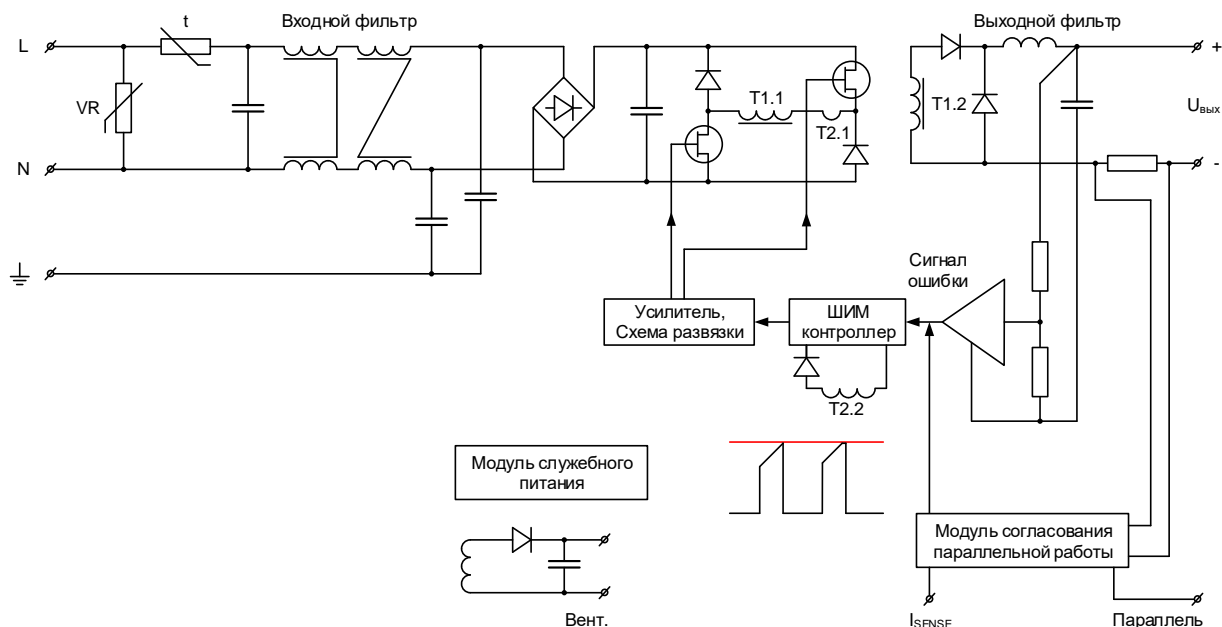 t
Входной фильтр
Выходной фильтр
L
+
VR
T1.1
T1.2
Uвых
T2.1
N
-
Сигнал
ошибки
Усилитель,
Схема развязки
ШИМ
контроллер
T2.2
Модуль служебного
питания
Модуль согласования
параллельной работы
Вент.
ISENSE
Параллель